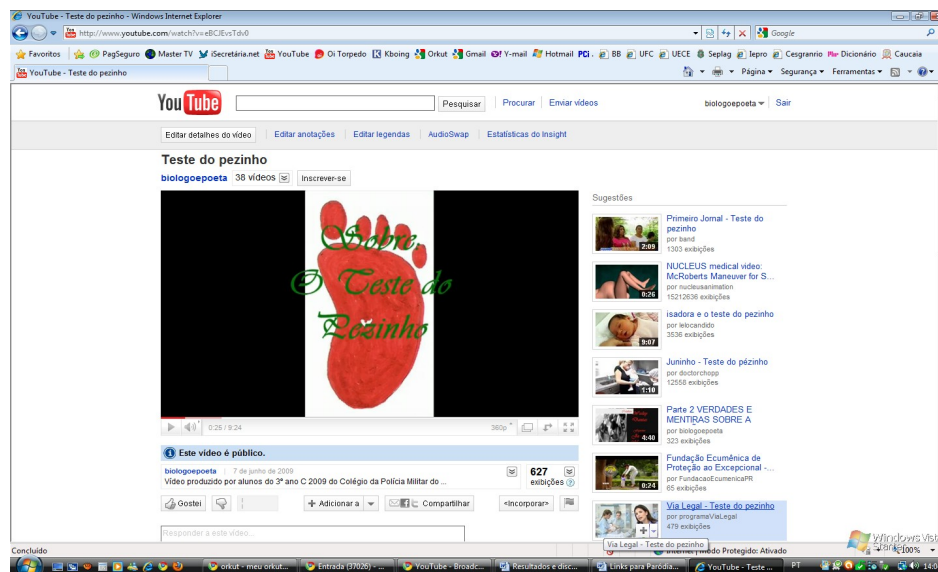 YouTube - Teste do pezinho - Windows Internet Explorer
http://www.youtube.com/watch?v=eBCJEvsTdv0
Google
Favoritos PagSeguro Master TV iSecretária.net YouTube Oi Torpedo Kboing Orkut Gmail Y-mail Hotmail PCi. BB UFC UECE Seplag Iepro Cesgranrio Dicionário Caucaia
YouTube - Teste do pezinho
Página Segurança Ferramentas
YouTube
Pesquisar Procurar Enviar vídeos biologoepoeta Sair
Editar detalhes do vídeo Editar anotações Editar legendas AudioSwap Estatísticas do Insight
Teste do pezinho
biologoepoeta 38 vídeos Inscrever-se
Sobre,
O Teste do
Pezinho
0:25 / 9:24 360p
Este vídeo é público.
biologoepoeta 7 de junho de 2009
Vídeo produzido por alunos do 3° ano C 2009 do Colégio da Polícia Militar do ...
627
exibições
Gostei Adicionar a Compartilhar <Incorporar>
Responder a este vídeo...
Sugestões
Primeiro Jornal - Teste do
pezinho
por band
1303 exibições
2:09
NUCLEUS medical video:
McRoberts Maneuver for S...
por nucleusanimation
15212636 exibições
0:26
isadora e o teste do pezinho
por lelocandido
3536 exibições
9:07
Juninho - Teste do pézinho
por doctorchopp
12558 exibições
1:10
Parte 2 VERDADES E
MENTIRAS SOBRE A
por biologoepoeta
323 exibições
4:40
Fundação Ecumênica de
Proteção ao Excepcional -...
por FundacaoEcumenicaPR
65 exibições
0:24
Via Legal - Teste do pezinho
por programaViaLegal
479 exibições
Via Legal - Teste do pezinho
Concluído
Internet | Modo Protegido: Ativado
100%
Windows Vist
orkut - meu orkut... Entrada (37026) - ... YouTube - Broadc... Resultados e disc... Links para Paródia... YouTube - Teste ... PT 14:0